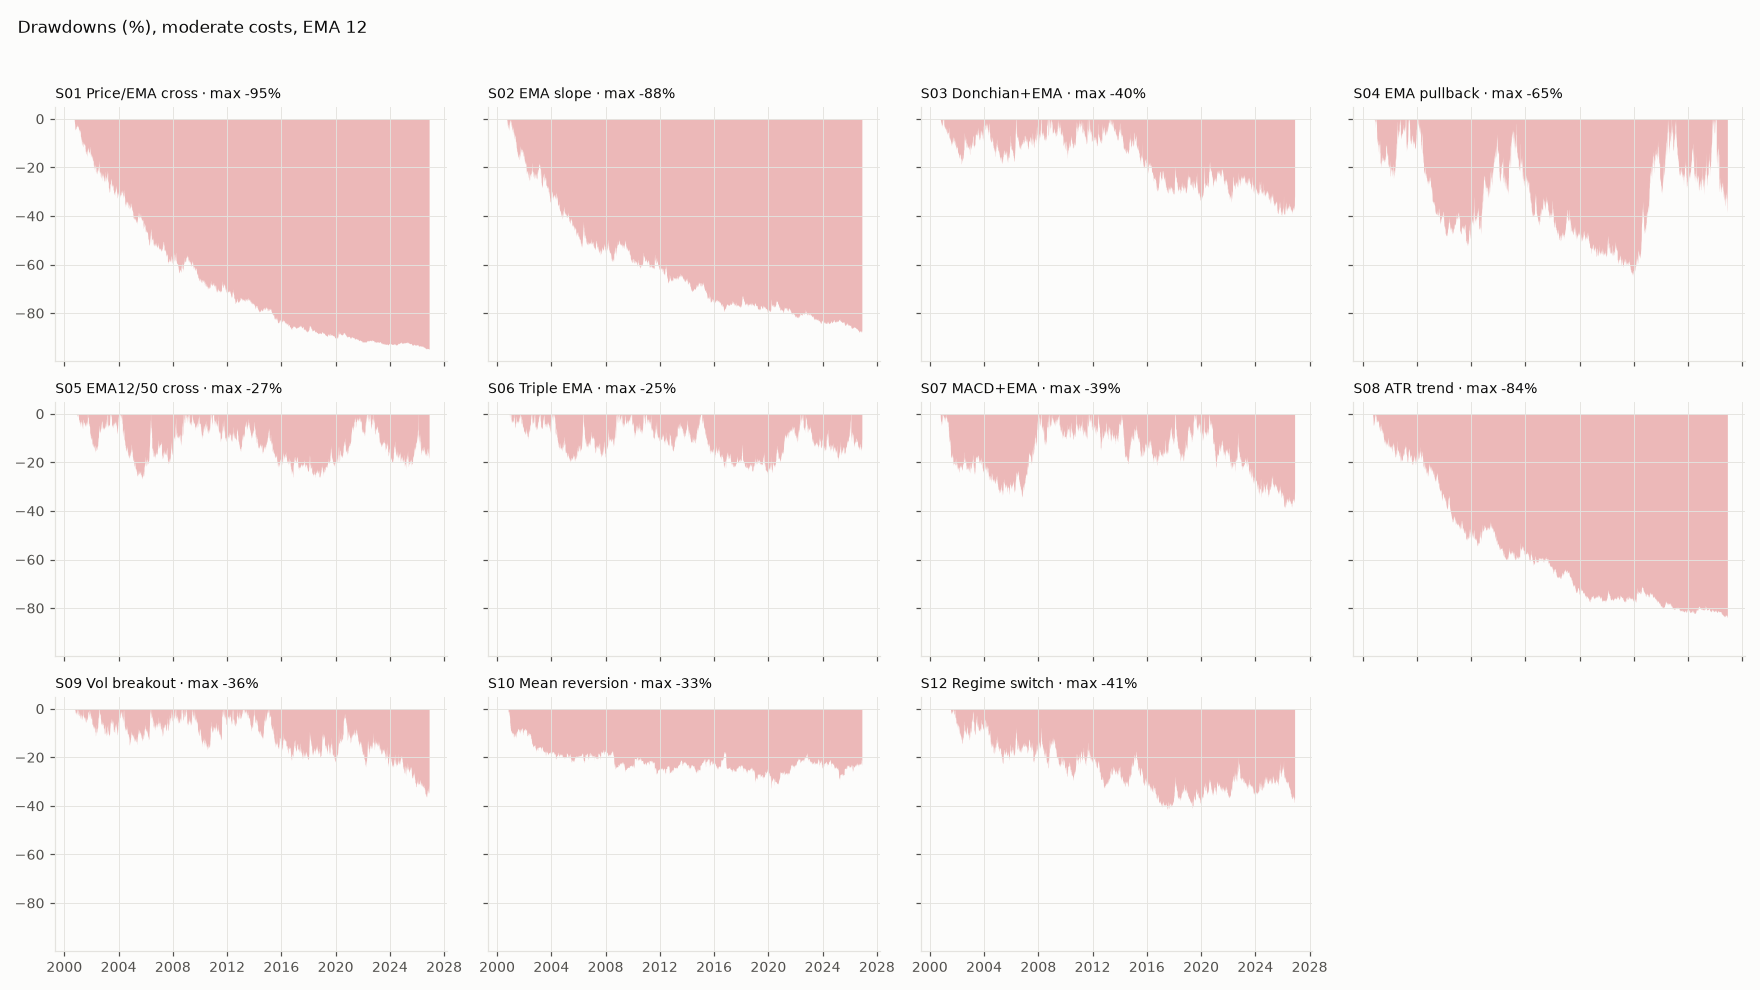 Drawdowns (%), moderate costs, EMA 12
S01 Price/EMA cross · max -95%
S02 EMA slope · max -88%
S03 Donchian+EMA · max -40%
S04 EMA pullback · max -65%
0
−20
−40
−60
−80
S05 EMA12/50 cross · max -27%
S06 Triple EMA · max -25%
S07 MACD+EMA · max -39%
S08 ATR trend · max -84%
0
−20
−40
−60
−80
S09 Vol breakout · max -36%
S10 Mean reversion · max -33%
S12 Regime switch · max -41%
0
−20
−40
−60
−80
2000 2004 2008 2012 2016 2020 2024 2028
2000 2004 2008 2012 2016 2020 2024 2028
2000 2004 2008 2012 2016 2020 2024 2028